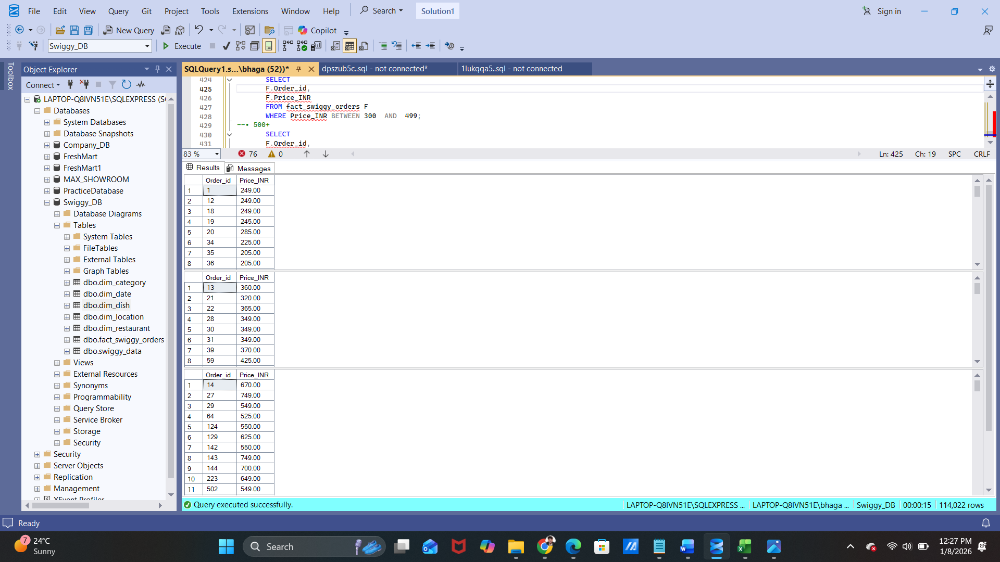 File Edit View Query Git Project Tools Extensions Window Help Search Solution1 Sign in
New Query DAX Copilot
Swiggy_DB Execute
Toolbox
Object Explorer
Connect
LAPTOP-Q8IVN51E\SQLEXPRESS (S
Databases
System Databases
Database Snapshots
Company_DB
FreshMart
FreshMart1
MAX_SHOWROOM
PracticeDatabase
Swiggy_DB
Database Diagrams
Tables
System Tables
FileTables
External Tables
Graph Tables
dbo.dim_category
dbo.dim_date
dbo.dim_dish
dbo.dim_location
dbo.dim_restaurant
dbo.fact_swiggy_orders
dbo.swiggy_data
Views
External Resources
Synonyms
Programmability
Query Store
Service Broker
Storage
Security
Security
Server Objects
Replication
Management
XEvent Profiler
SQLQuery1.s...\bhaga (52))* dpszub5c..sql - not connected* 1lukqqa5..sql - not connected
424 SELECT
425 F.Order_id,
426 F.Price_INR
427 FROM fact_swiggy_orders F
428 WHERE Price_INR BETWEEN 300 AND 499;
429 --• 500+
430 SELECT
431 F.Order_id,
83 % 76 0 Ln: 425 Ch: 19 SPC CRLF
Results Messages
Order_id Price_INR
1 1 249.00
2 12 249.00
3 18 249.00
4 19 245.00
5 20 285.00
6 34 225.00
7 35 205.00
8 36 205.00
Order_id Price_INR
1 13 360.00
2 21 320.00
3 22 365.00
4 28 349.00
5 30 349.00
6 31 349.00
7 39 370.00
8 59 425.00
Order_id Price_INR
1 14 670.00
2 27 749.00
3 29 549.00
4 64 525.00
5 124 550.00
6 129 625.00
7 142 550.00
8 143 749.00
9 144 700.00
10 223 649.00
11 502 549.00
Query executed successfully. LAPTOP-Q8IVN51E\SQLEXPRESS ... LAPTOP-Q8IVN51E\bhaga ... Swiggy_DB 00:00:15 114,022 rows
Ready
7 24°C
Sunny
Search
12:27 PM
1/8/2026